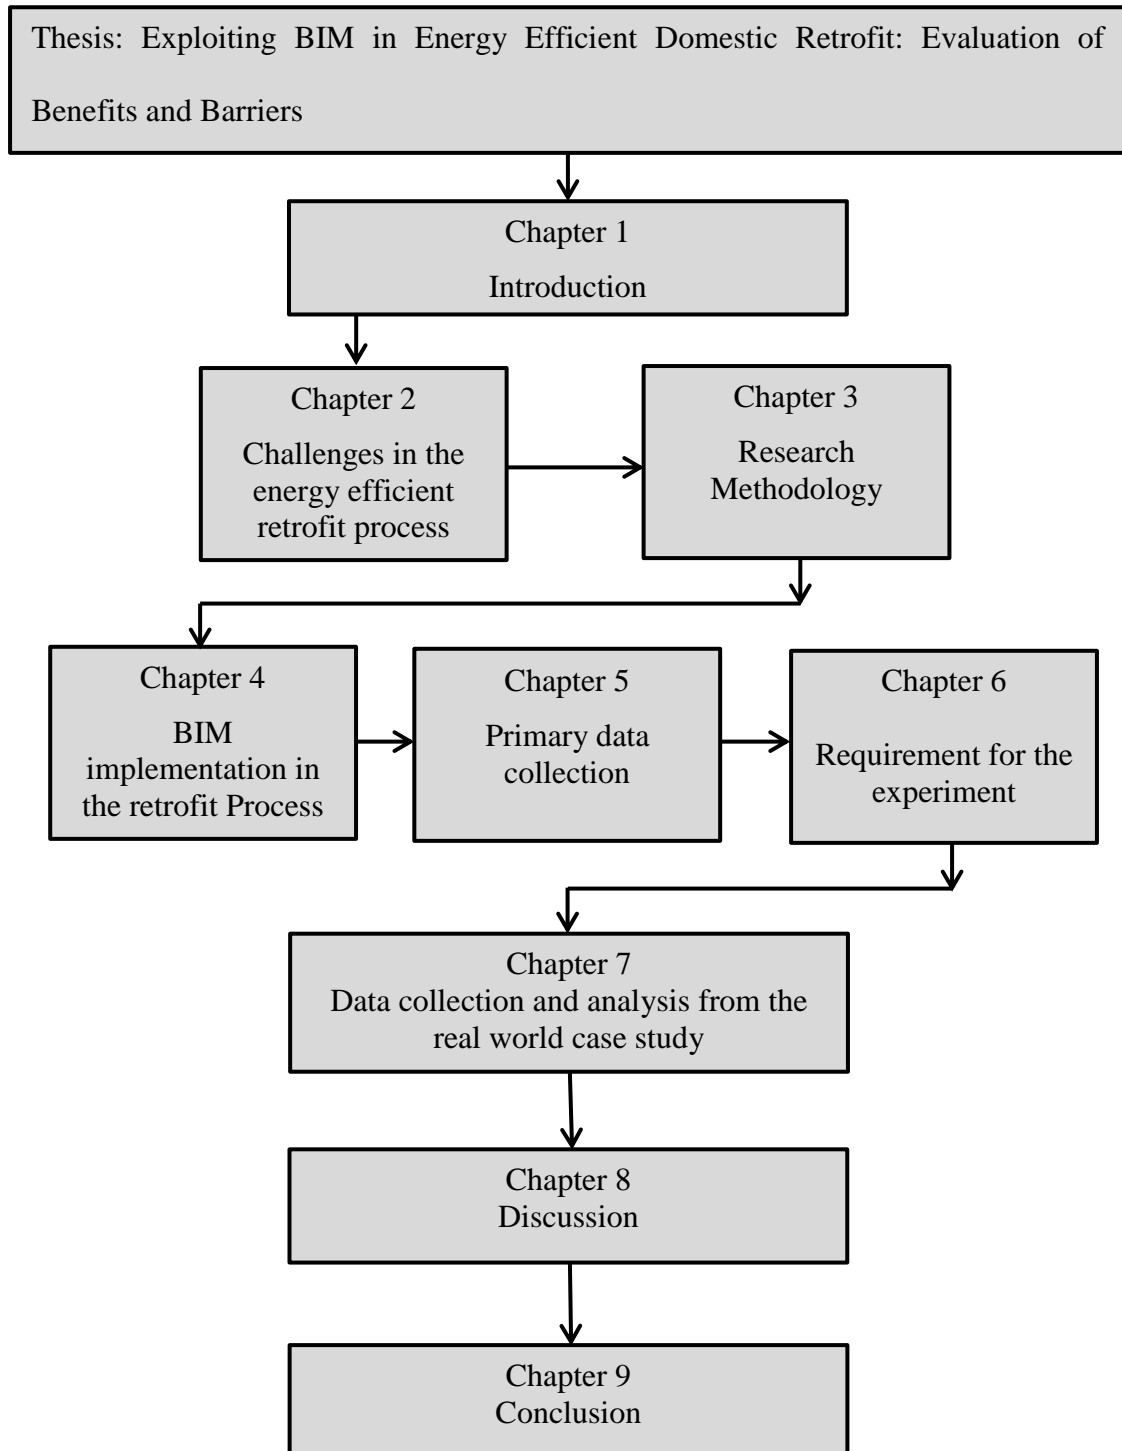 Thesis: Exploiting BIM in Energy Efficient Domestic Retrofit: Evaluation of
Benefits and Barriers
Chapter 1
Introduction
Chapter 2
Challenges in the
energy efficient
retrofit process
Chapter 3
Research
Methodology
Chapter 4
BIM
implementation in
the retrofit Process
Chapter 5
Primary data
collection
Chapter 6
Requirement for the
experiment
Chapter 7
Data collection and analysis from the
real world case study
Chapter 8
Discussion
Chapter 9
Conclusion